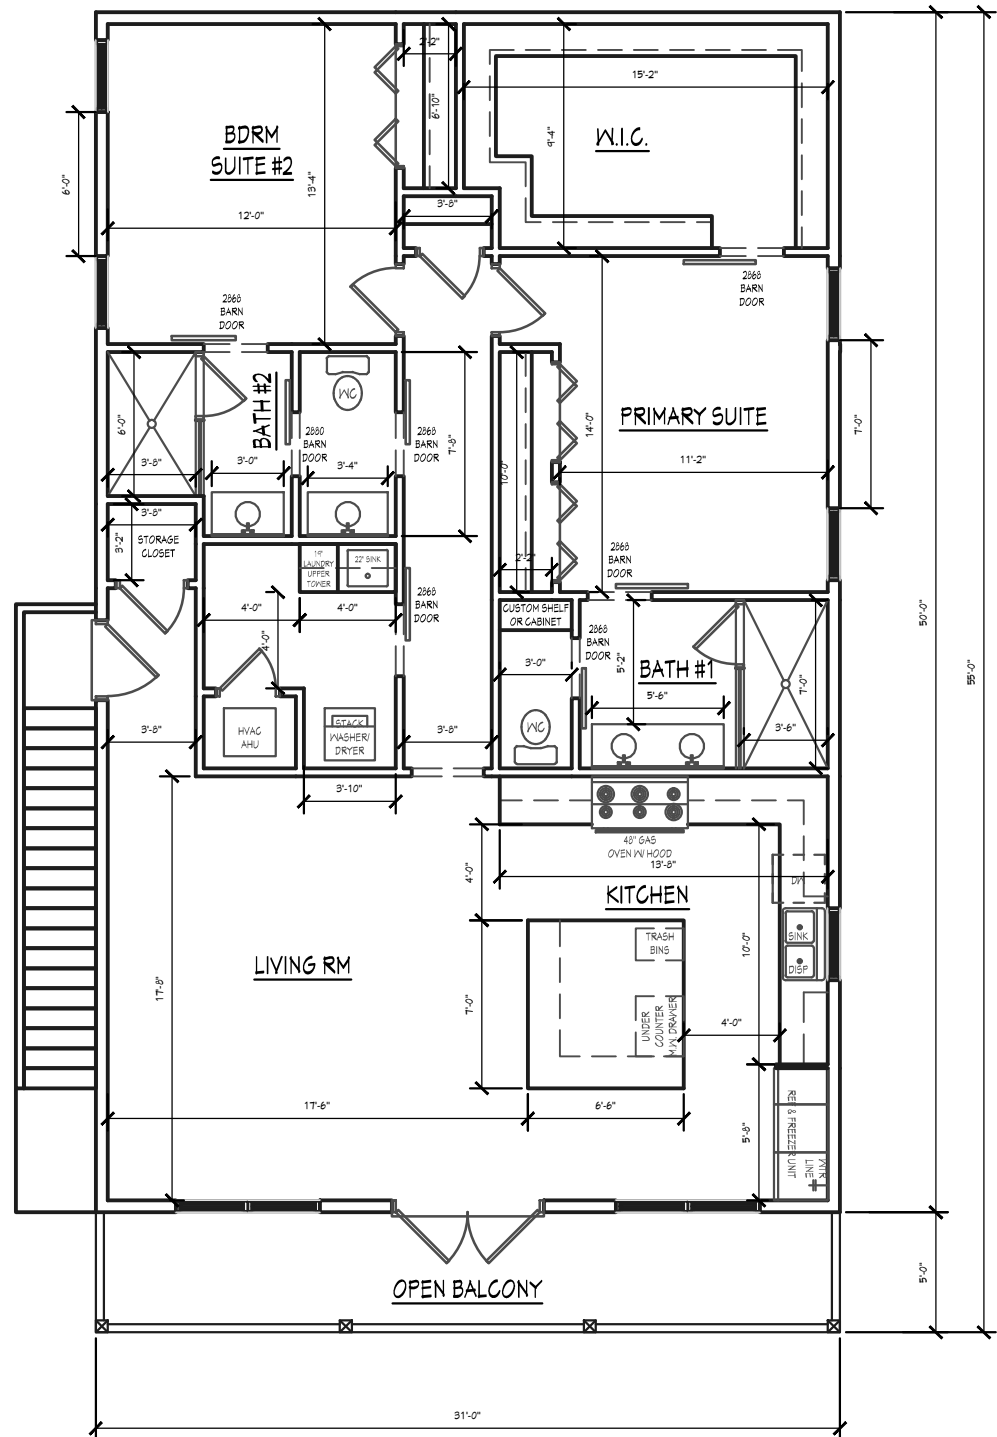 2'-2"
15'-2"
6'-10"
BDRM
SUITE #2
W.I.C.
9'-4"
6'-0"
13'-4"
3'-8"
12'-0"
2868
BARN
DOOR
2868
BARN
DOOR
BATH #2
WC
6'-0"
PRIMARY SUITE
14'-0"
7'-0"
2880
BARN
DOOR
2868
BARN
DOOR
7'-8"
3'-8"
3'-0"
3'-4"
10'-0"
11'-2"
3'-8"
3'-2"
STORAGE
CLOSET
19"
LAUNDRY
UPPER
TOWER
22" SINK
2'-2"
2868
BARN
DOOR
2868
BARN
DOOR
4'-0"
4'-0"
4'-0"
CUSTOM SHELF
OR CABINET
2868
BARN
DOOR
50'-0"
3'-0"
5'-2"
BATH #1
5'-6"
7'-0"
55'-0"
3'-8"
HVAC
AHU
STACK
WASHER/
DRYER
3'-8"
WC
3'-6"
3'-10"
48" GAS
OVEN W/ HOOD
13'-8"
4'-0"
KITCHEN
DW
TRASH
BINS
10'-0"
SINK
DISP
LIVING RM
17'-8"
7'-0"
UNDER
COUNTER
M.W. DRAWER
4'-0"
17'-6"
6'-6"
5'-8"
REF & FREEZER UNIT
WTR
LINE
OPEN BALCONY
5'-0"
31'-0"